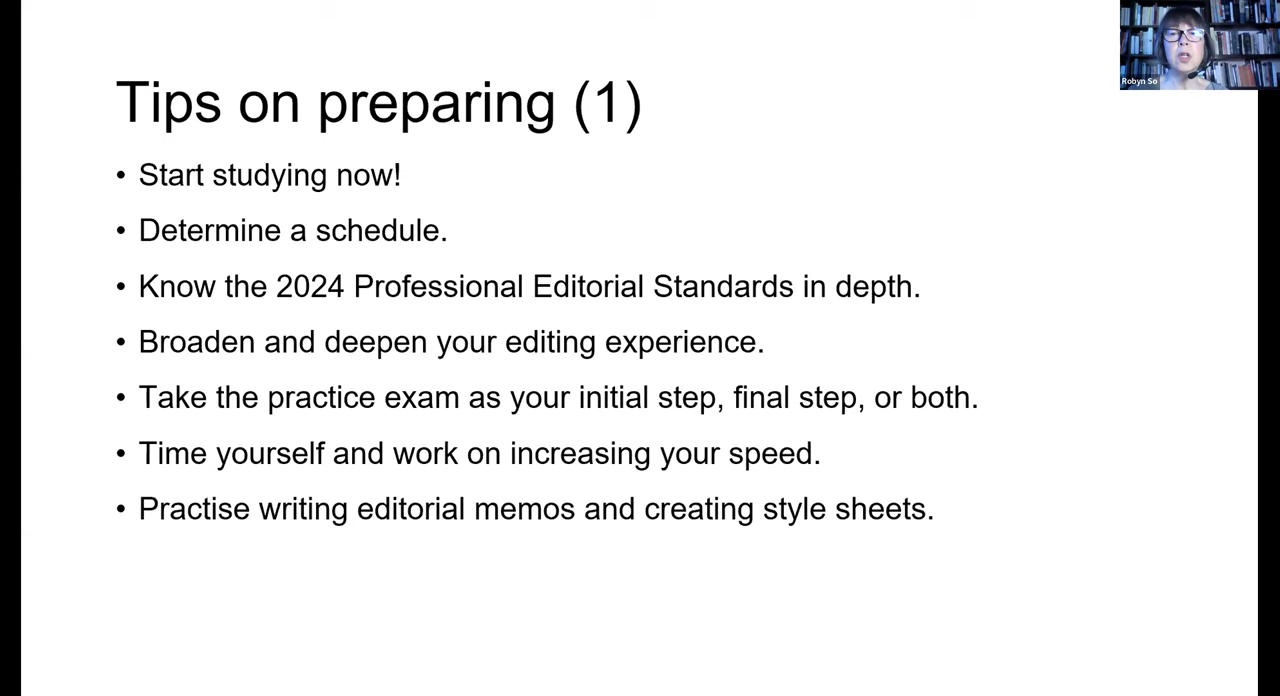 Tips on preparing (1)
• Start studying now!
• Determine a schedule.
• Know the 2024 Professional Editorial Standards in depth.
• Broaden and deepen your editing experience.
• Take the practice exam as your initial step, final step, or both.
• Time yourself and work on increasing your speed.
• Practise writing editorial memos and creating style sheets.
Robyn So